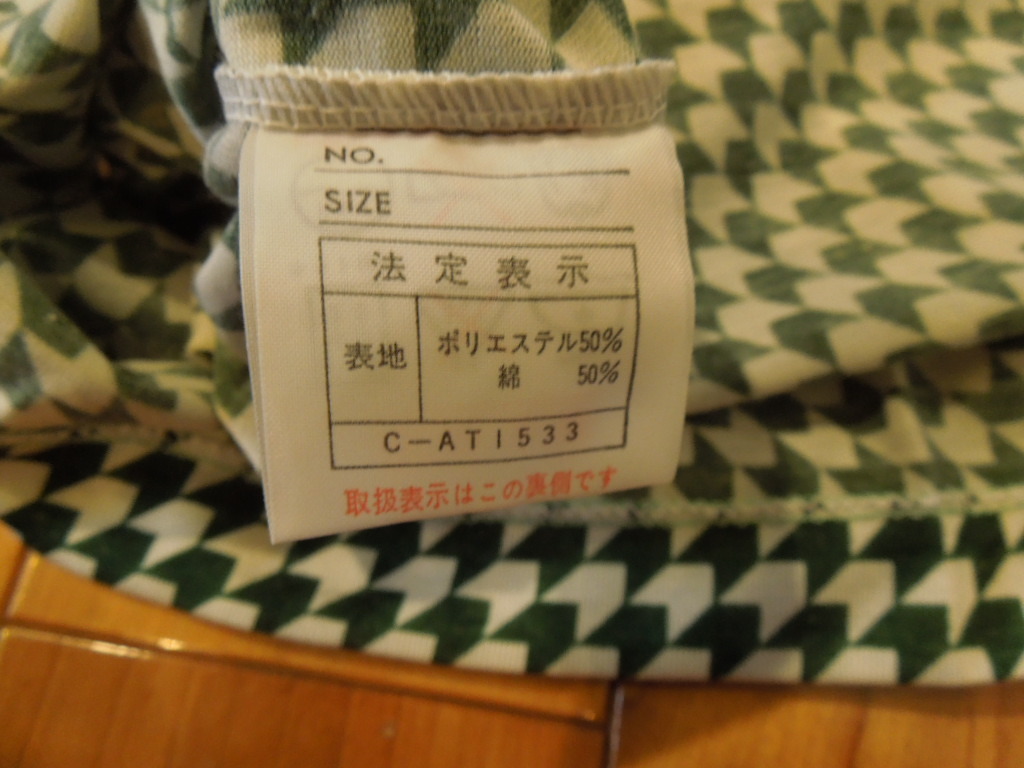 NO.
SIZE
法定表示
表地
ポリエステル50%
綿 50%
C-AT1533
取扱表示はこの裏側です